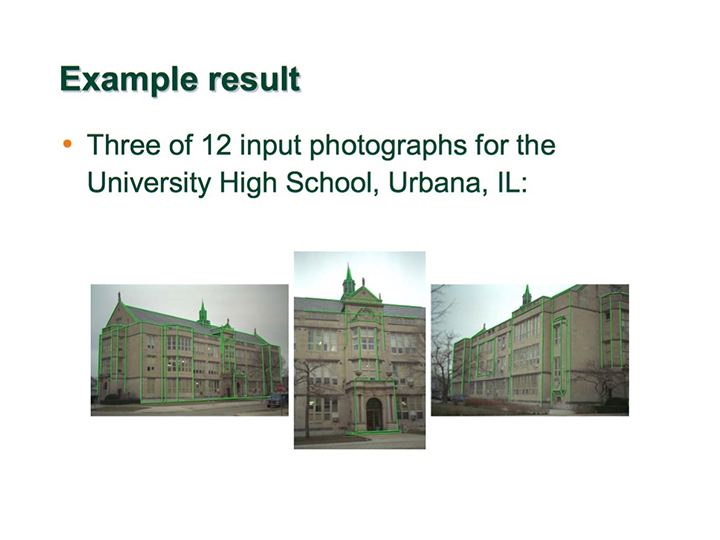 Example result
• Three of 12 input photographs for the
University High School, Urbana, IL: